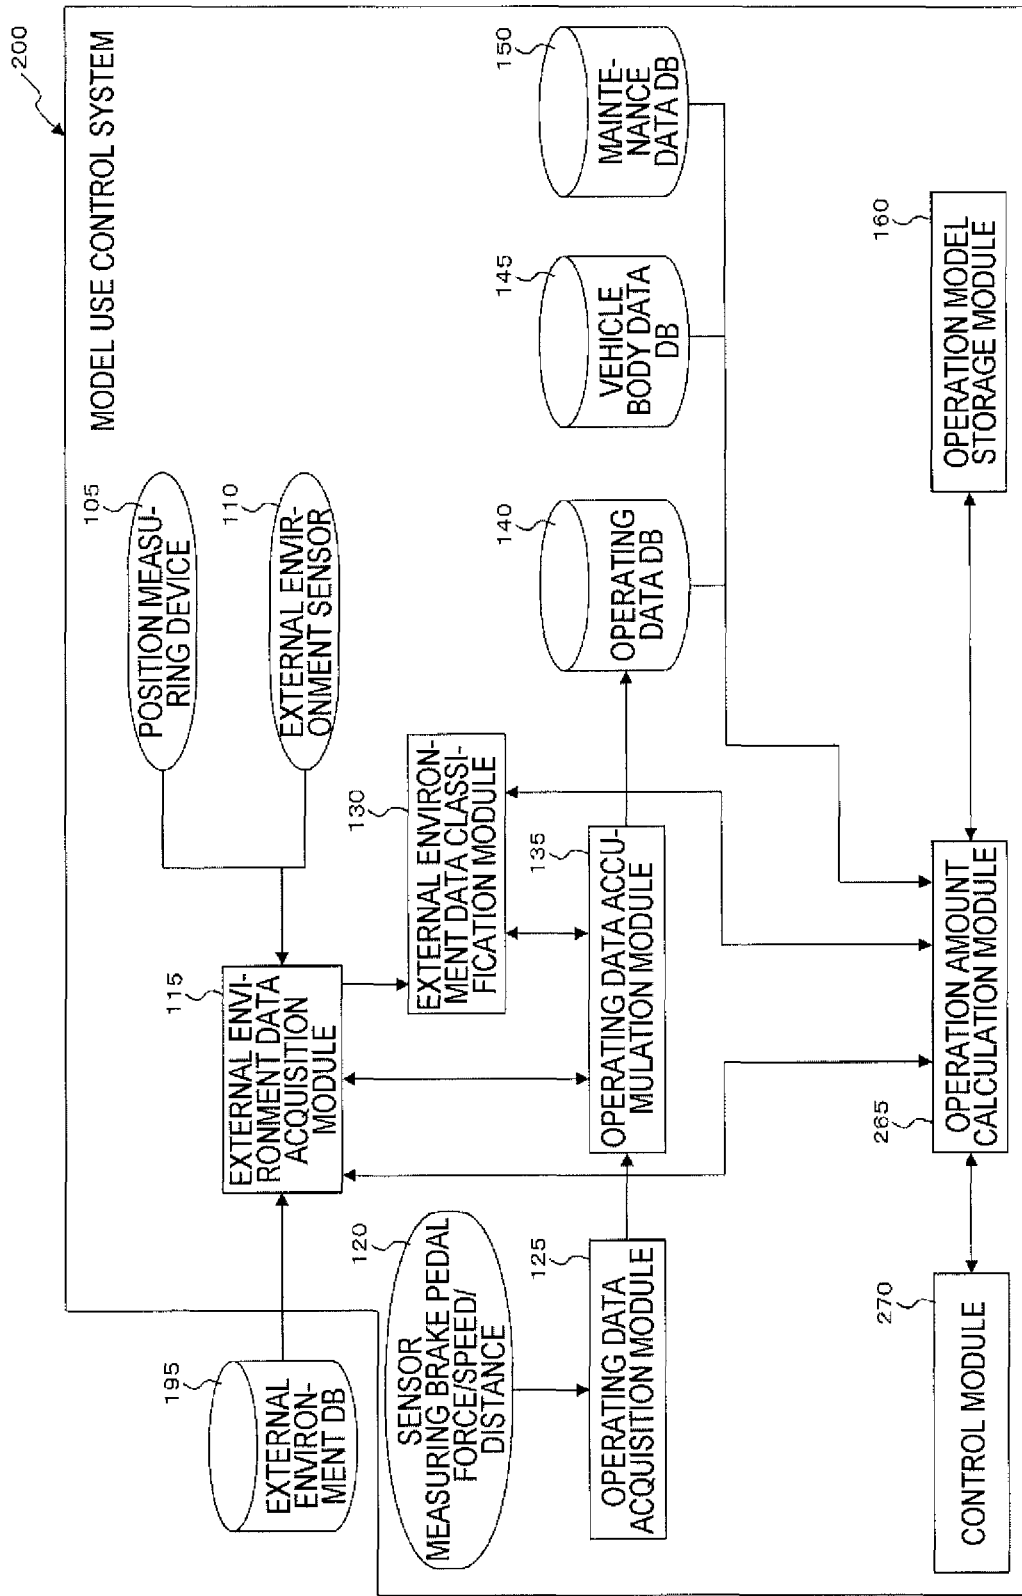 200
MODEL USE CONTROL SYSTEM
195
EXTERNAL
ENVIRON-
MENT DB
115
EXTERNAL ENVI-
RONMENT DATA
ACQUISITION
MODULE
105
POSITION MEASU-
RING DEVICE
110
EXTERNAL ENVIR-
ONMENT SENSOR
120
SENSOR
MEASURING BRAKE PEDAL
FORCE/SPEED/
DISTANCE
130
EXTERNAL ENVIRON-
MENT DATA CLASSI-
FICATION MODULE
125
OPERATING DATA
ACQUISITION MODULE
135
OPERATING DATA ACCU-
MULATION MODULE
140
OPERATING
DATA DB
145
VEHICLE
BODY DATA
DB
150
MAINTE-
NANCE
DATA DB
270
CONTROL MODULE
265
OPERATION AMOUNT
CALCULATION MODULE
160
OPERATION MODEL
STORAGE MODULE